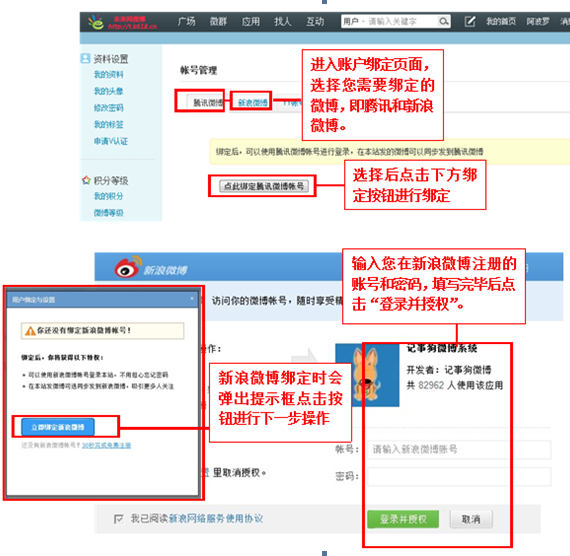 新浪网微博
http://t.bkid.cn
广场 微群 应用 找人 互动
用户 请输入关键字
我的首页 阿波罗 消
资料设置
我的资料
我的头像
修改密码
我的标签
申请V认证
积分等级
我的积分
微博等级
帐号管理
腾讯微博 新浪微博
进入账户绑定页面，
选择您需要绑定的
微博，即腾讯和新浪
微博。
绑定后，可以使用腾讯微博帐号进行登录，在本站发的微博可以同步发到腾讯微博
点此绑定腾讯微博帐号
选择后点击下方绑
定按钮进行绑定
新浪微博
输入您在新浪微博注册的
账号和密码，填写完毕后点
击“登录并授权”。
用户绑定与设置
你还没有绑定新浪微博帐号！
绑定后，你将获得以下特权：
可以使用新浪微博帐号登录本站，不用担心忘记密码
在本站发微博可选同步发到新浪微博，吸引更多人关注
立即绑定新浪微博
还没有新浪微博帐号？30秒完成免费注册
新浪微博绑定时会
弹出提示框点击按
钮进行下一步操作
访问你的微博帐号，随时享受精
操作：
里取消授权。
记事狗微博系统
开发者：记事狗微博
共 82962 人使用该应用
帐号： 请输入新浪微博帐号
密码：
我已阅读新浪网络服务使用协议
登录并授权 取消